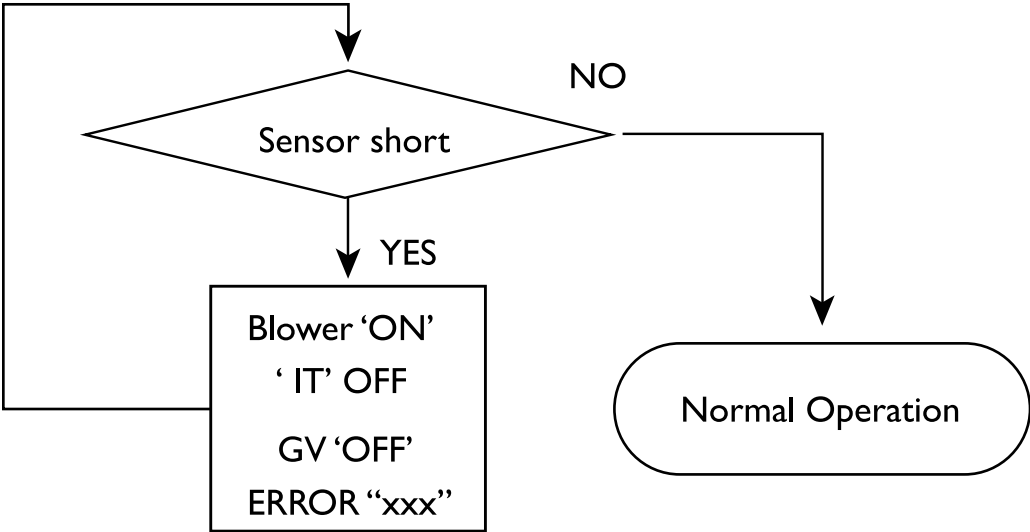 NO
Sensor short
YES
Blower ‘ON’
‘ IT’ OFF
GV ‘OFF’
ERROR “xxx”
Normal Operation